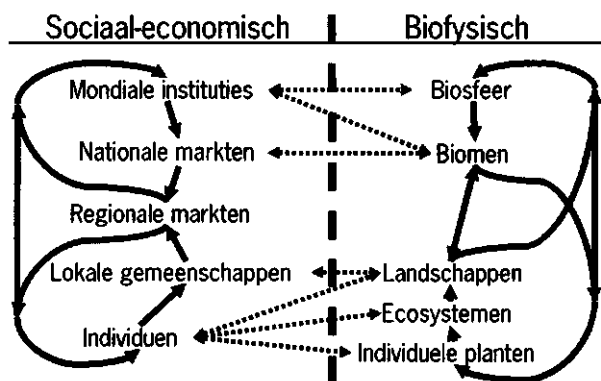 Sociaal-economisch
Biofysisch
Mondiale instituties
Biosfeer
Nationale markten
Biomen
Regionale markten
Lokale gemeenschappen
Landschappen
Ecosystemen
Individuen
Individuele planten